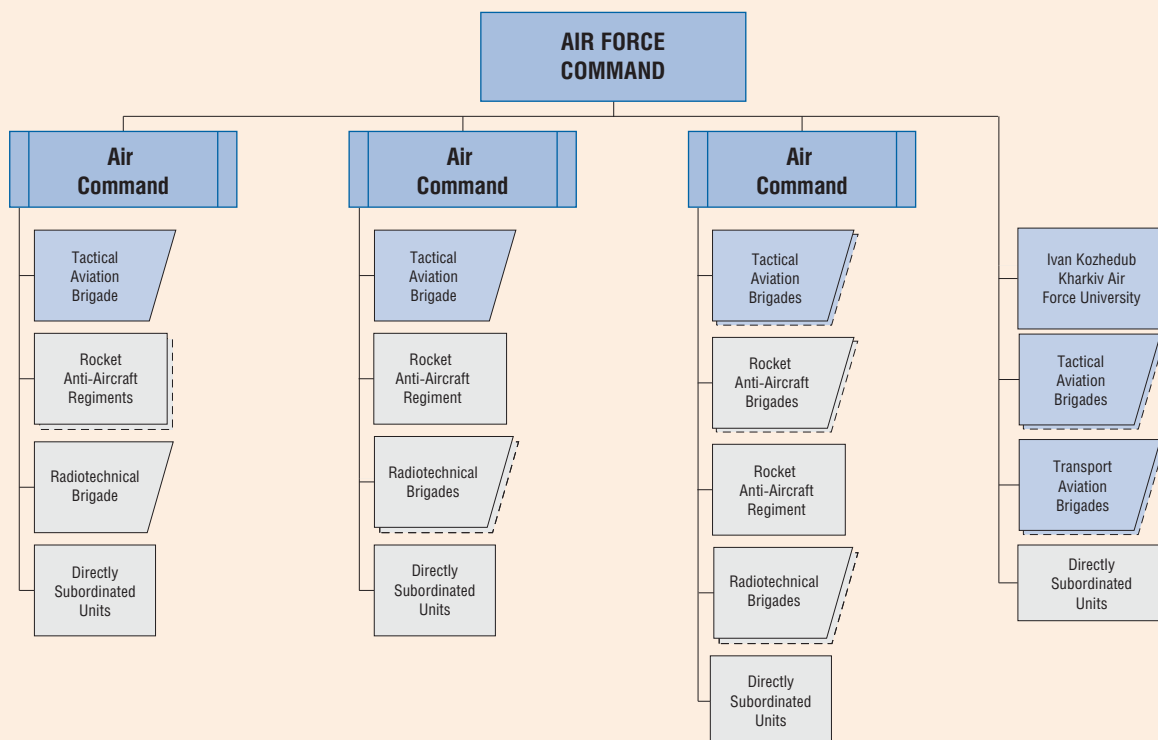 AIR FORCE
COMMAND
Air
Command
Tactical
Aviation
Brigade
Rocket
Anti-Aircraft
Regiments
Radiotechnical
Brigade
Directly
Subordinated
Units
Air
Command
Tactical
Aviation
Brigade
Rocket
Anti-Aircraft
Regiment
Radiotechnical
Brigades
Directly
Subordinated
Units
Air
Command
Tactical
Aviation
Brigades
Rocket
Anti-Aircraft
Brigades
Rocket
Anti-Aircraft
Regiment
Radiotechnical
Brigades
Directly
Subordinated
Units
Ivan Kozhedub
Kharkiv Air
Force University
Tactical
Aviation
Brigades
Transport
Aviation
Brigades
Directly
Subordinated
Units